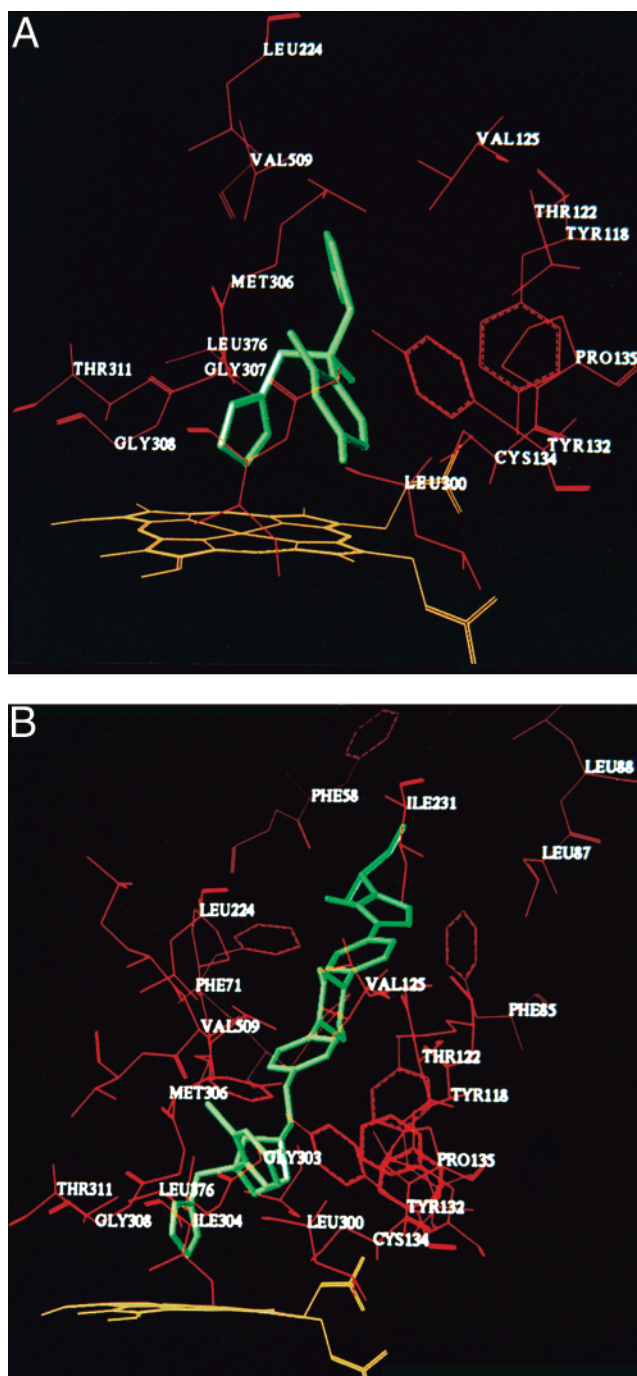 A
LEU224
VAL509
VAL125
THR122
TYR118
MET306
LEU376
GLY307
THR311
PRO135
GLY308
TYR132
CYS134
LEU300
B
LEU88
PHE58
ILE231
LEU87
LEU224
PHE71
VAL125
PHE85
VAL509
THR122
MET306
TYR118
GLY303
PRO135
THR311
LEU376
GLY308
ILE304
TYR132
LEU300
CYS134